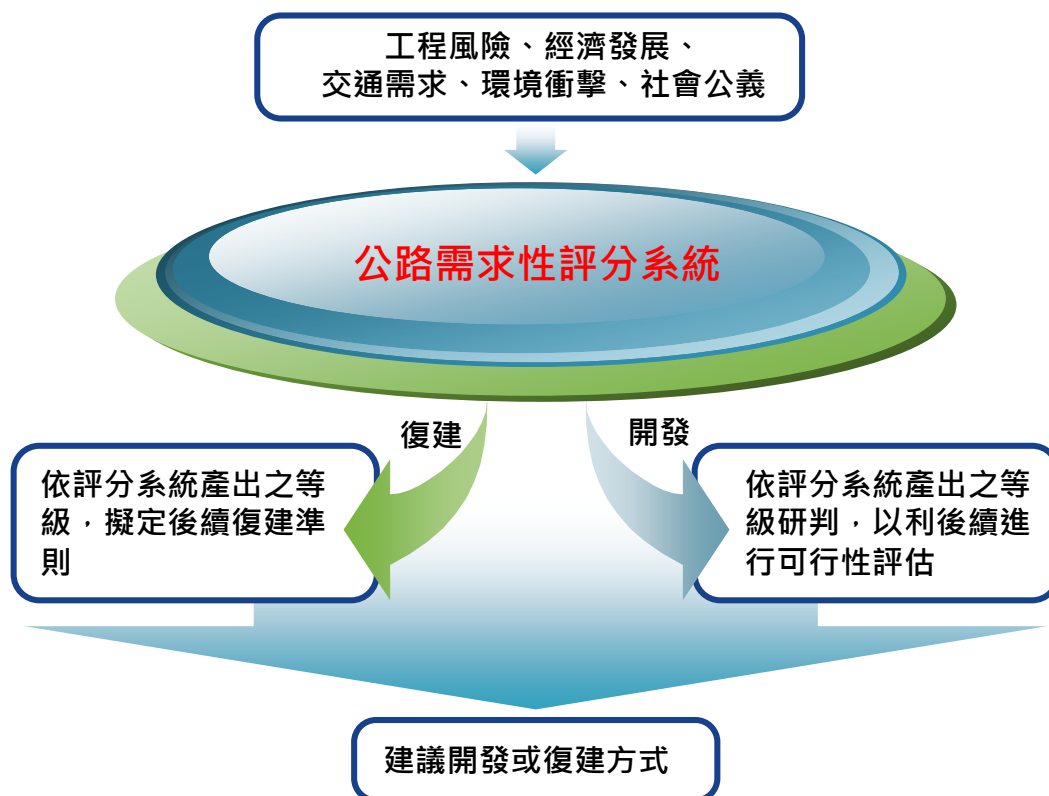 工程風險、經濟發展、
交通需求、環境衝擊、社會公義
公路需求性評分系統
復建
開發
依評分系統產出之等
級，擬定後續復建準
則
依評分系統產出之等
級研判，以利後續進
行可行性評估
建議開發或復建方式